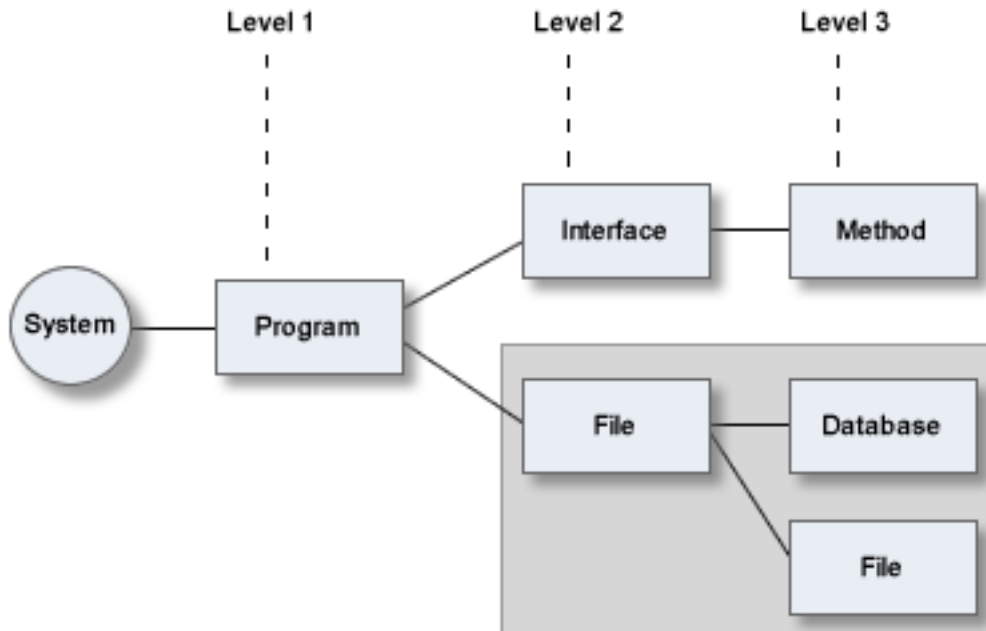 Level 1
Level 2
Level 3
Interface
Method
System
Program
File
Database
File